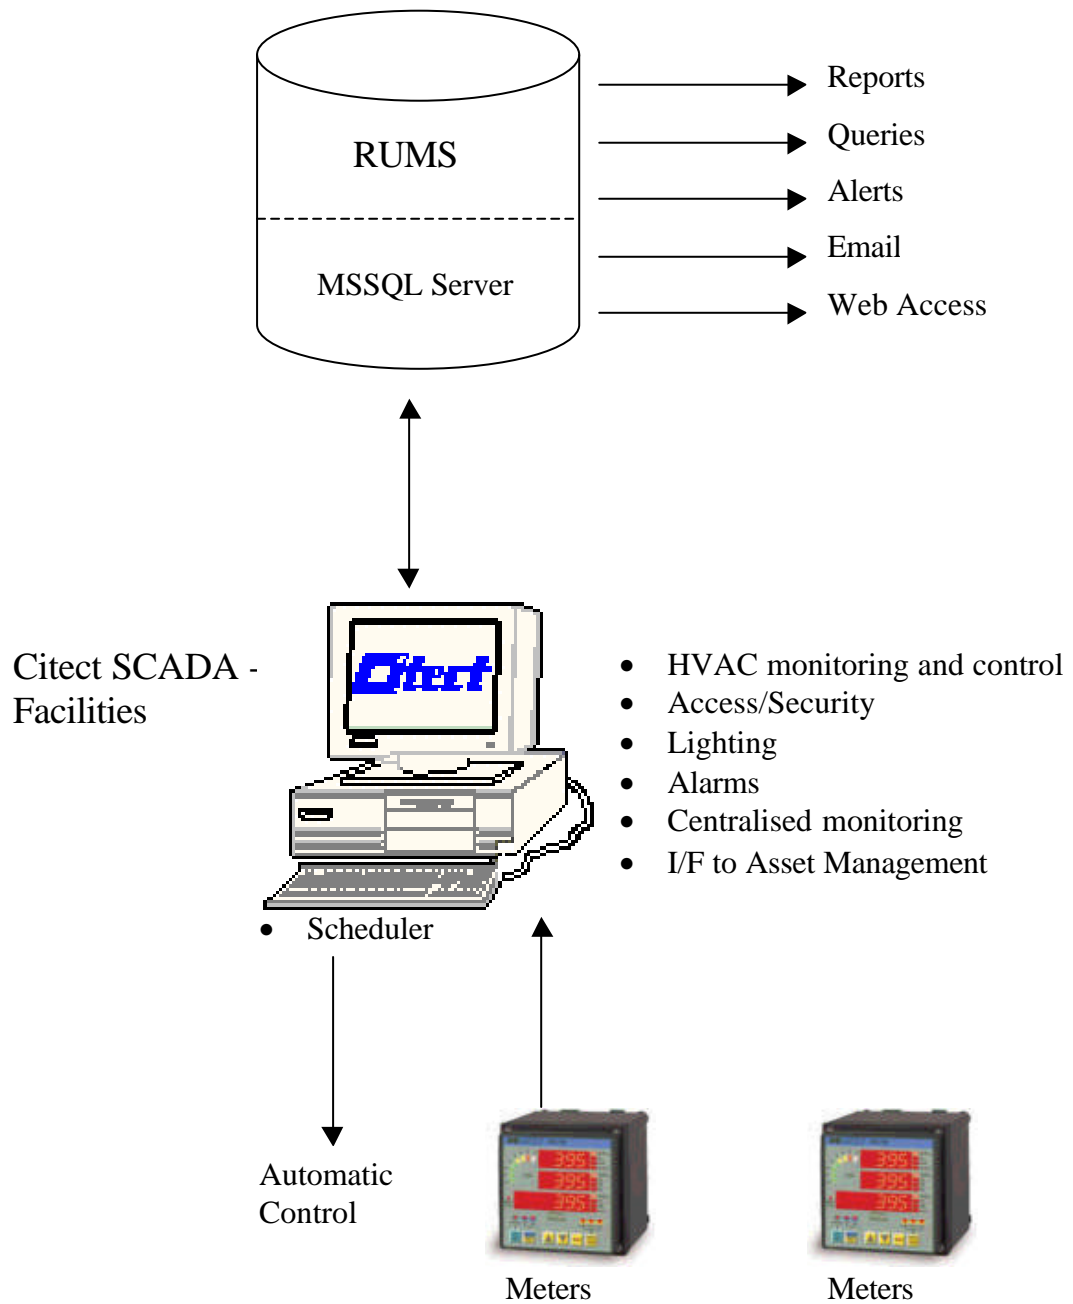 Reports
Queries
RUMS
Alerts
Email
MSSQL Server
Web Access
Citect
Citect SCADA -
Facilities
• HVAC monitoring and control
• Access/Security
• Lighting
• Alarms
• Centralised monitoring
• I/F to Asset Management
• Scheduler
Automatic
Control
395
395
395
395
395
395
Meters
Meters